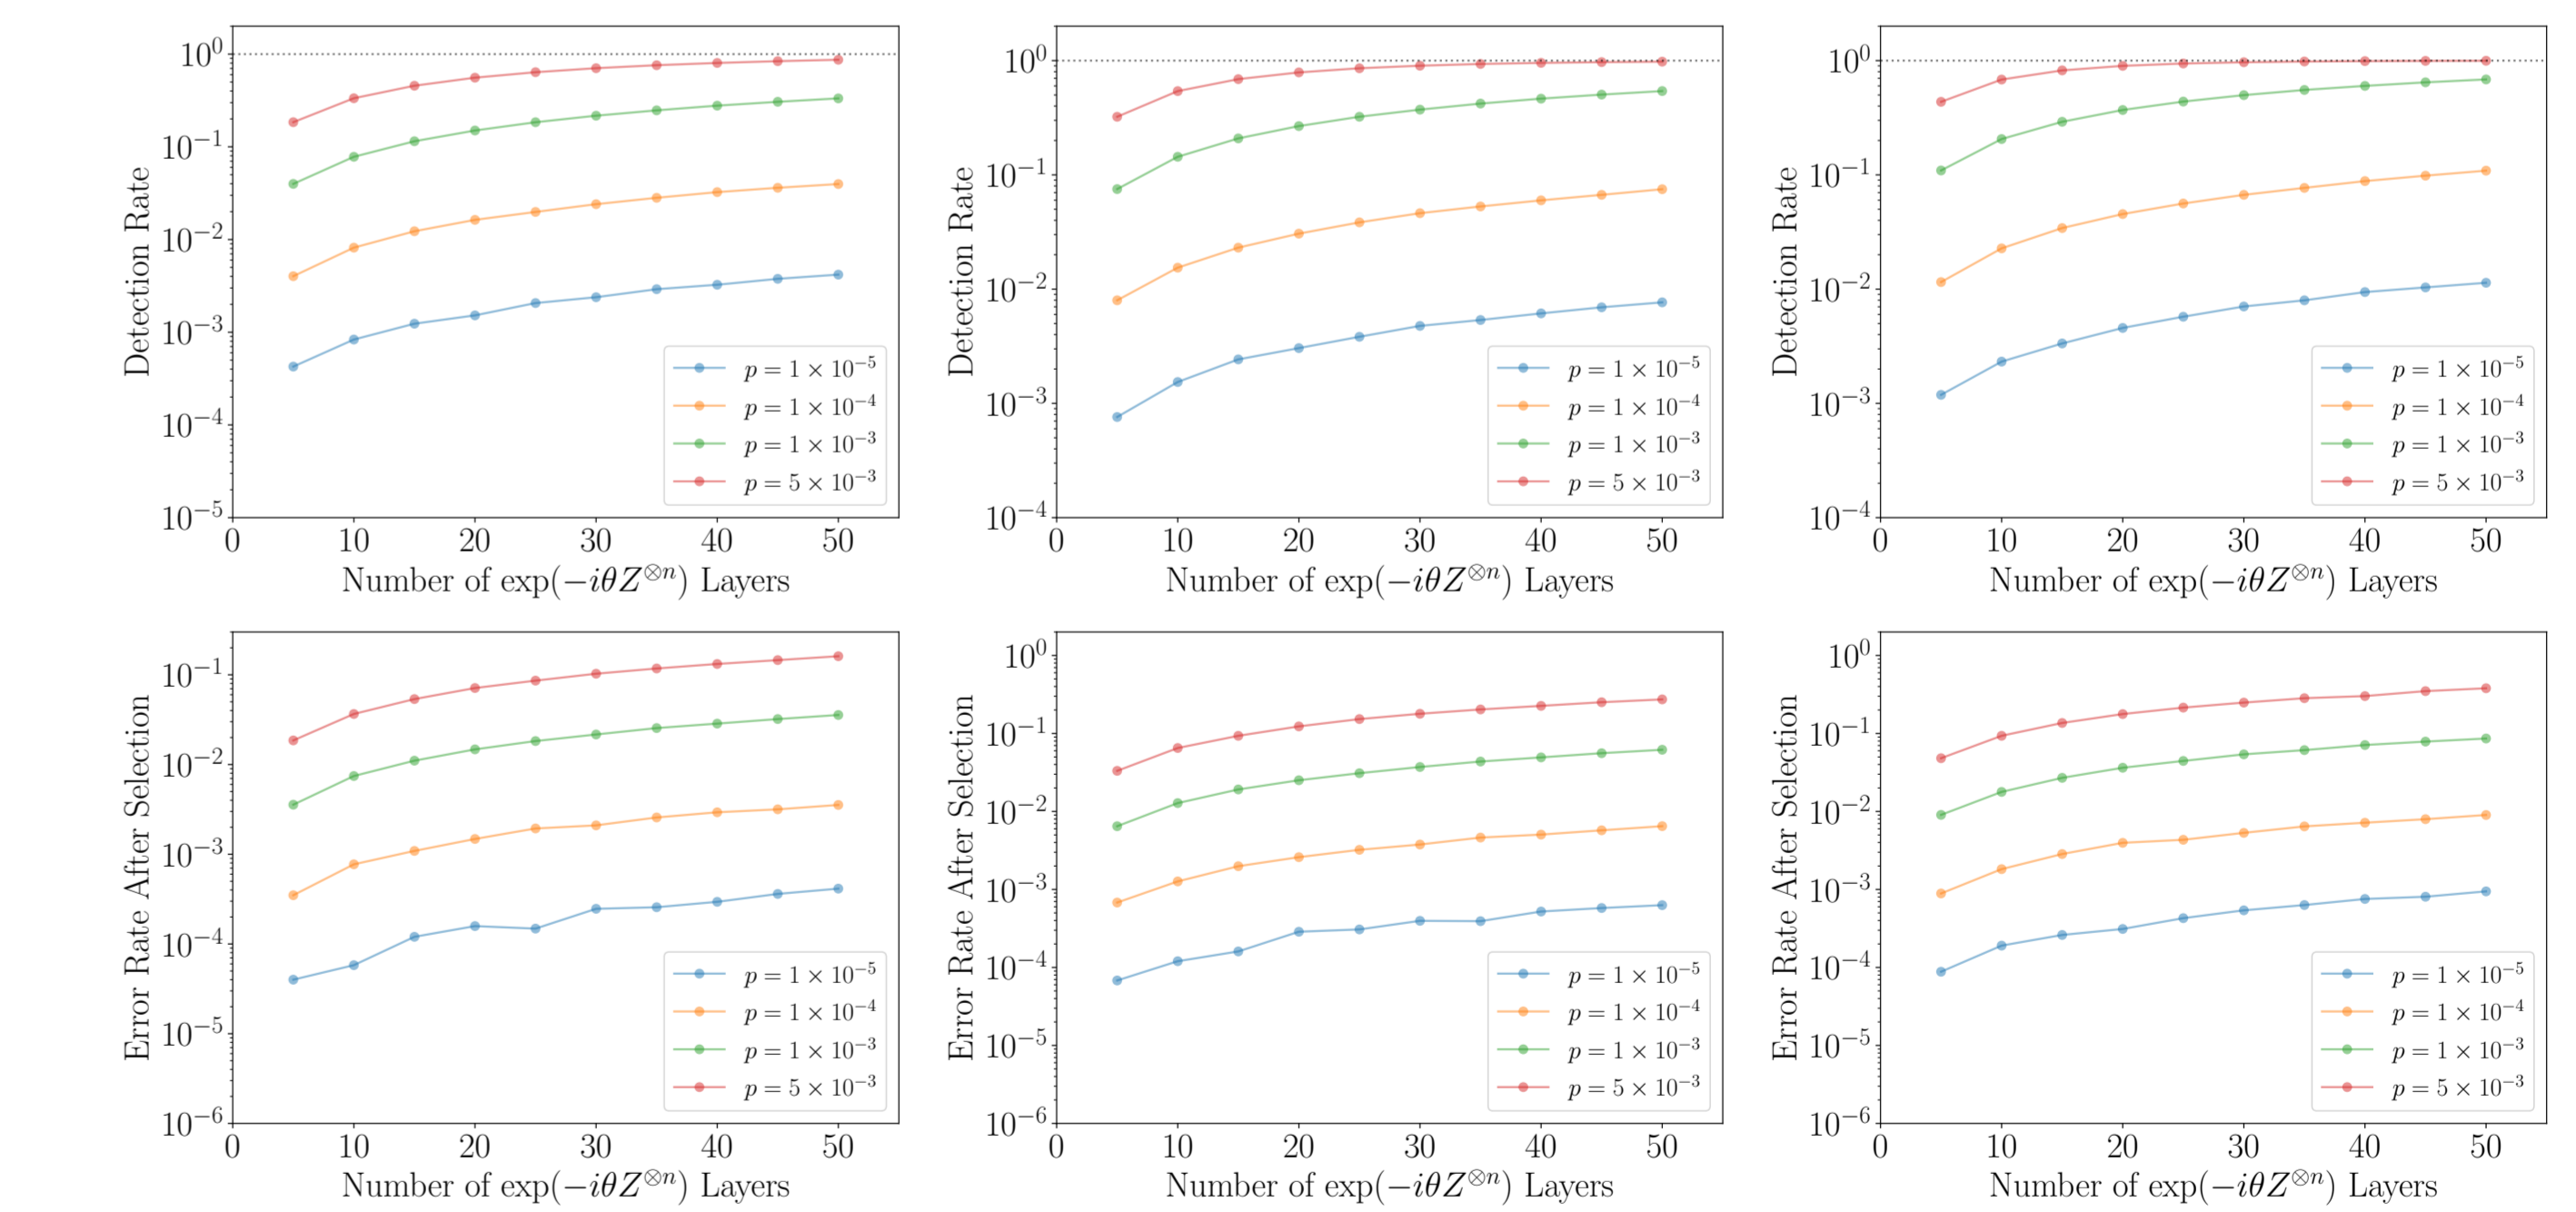 Detection Rate
10^0
10^{-1}
10^{-2}
10^{-3}
10^{-4}
10^{-5}
p = 1 × 10^{-5}
p = 1 × 10^{-4}
p = 1 × 10^{-3}
p = 5 × 10^{-3}
0 10 20 30 40 50
Number of exp(−iθZ^{⊗n}) Layers
Detection Rate
10^0
10^{-1}
10^{-2}
10^{-3}
10^{-4}
p = 1 × 10^{-5}
p = 1 × 10^{-4}
p = 1 × 10^{-3}
p = 5 × 10^{-3}
0 10 20 30 40 50
Number of exp(−iθZ^{⊗n}) Layers
Detection Rate
10^0
10^{-1}
10^{-2}
10^{-3}
10^{-4}
p = 1 × 10^{-5}
p = 1 × 10^{-4}
p = 1 × 10^{-3}
p = 5 × 10^{-3}
0 10 20 30 40 50
Number of exp(−iθZ^{⊗n}) Layers
Error Rate After Selection
10^{-1}
10^{-2}
10^{-3}
10^{-4}
10^{-5}
10^{-6}
p = 1 × 10^{-5}
p = 1 × 10^{-4}
p = 1 × 10^{-3}
p = 5 × 10^{-3}
0 10 20 30 40 50
Number of exp(−iθZ^{⊗n}) Layers
Error Rate After Selection
10^0
10^{-1}
10^{-2}
10^{-3}
10^{-4}
10^{-5}
10^{-6}
p = 1 × 10^{-5}
p = 1 × 10^{-4}
p = 1 × 10^{-3}
p = 5 × 10^{-3}
0 10 20 30 40 50
Number of exp(−iθZ^{⊗n}) Layers
Error Rate After Selection
10^0
10^{-1}
10^{-2}
10^{-3}
10^{-4}
10^{-5}
10^{-6}
p = 1 × 10^{-5}
p = 1 × 10^{-4}
p = 1 × 10^{-3}
p = 5 × 10^{-3}
0 10 20 30 40 50
Number of exp(−iθZ^{⊗n}) Layers